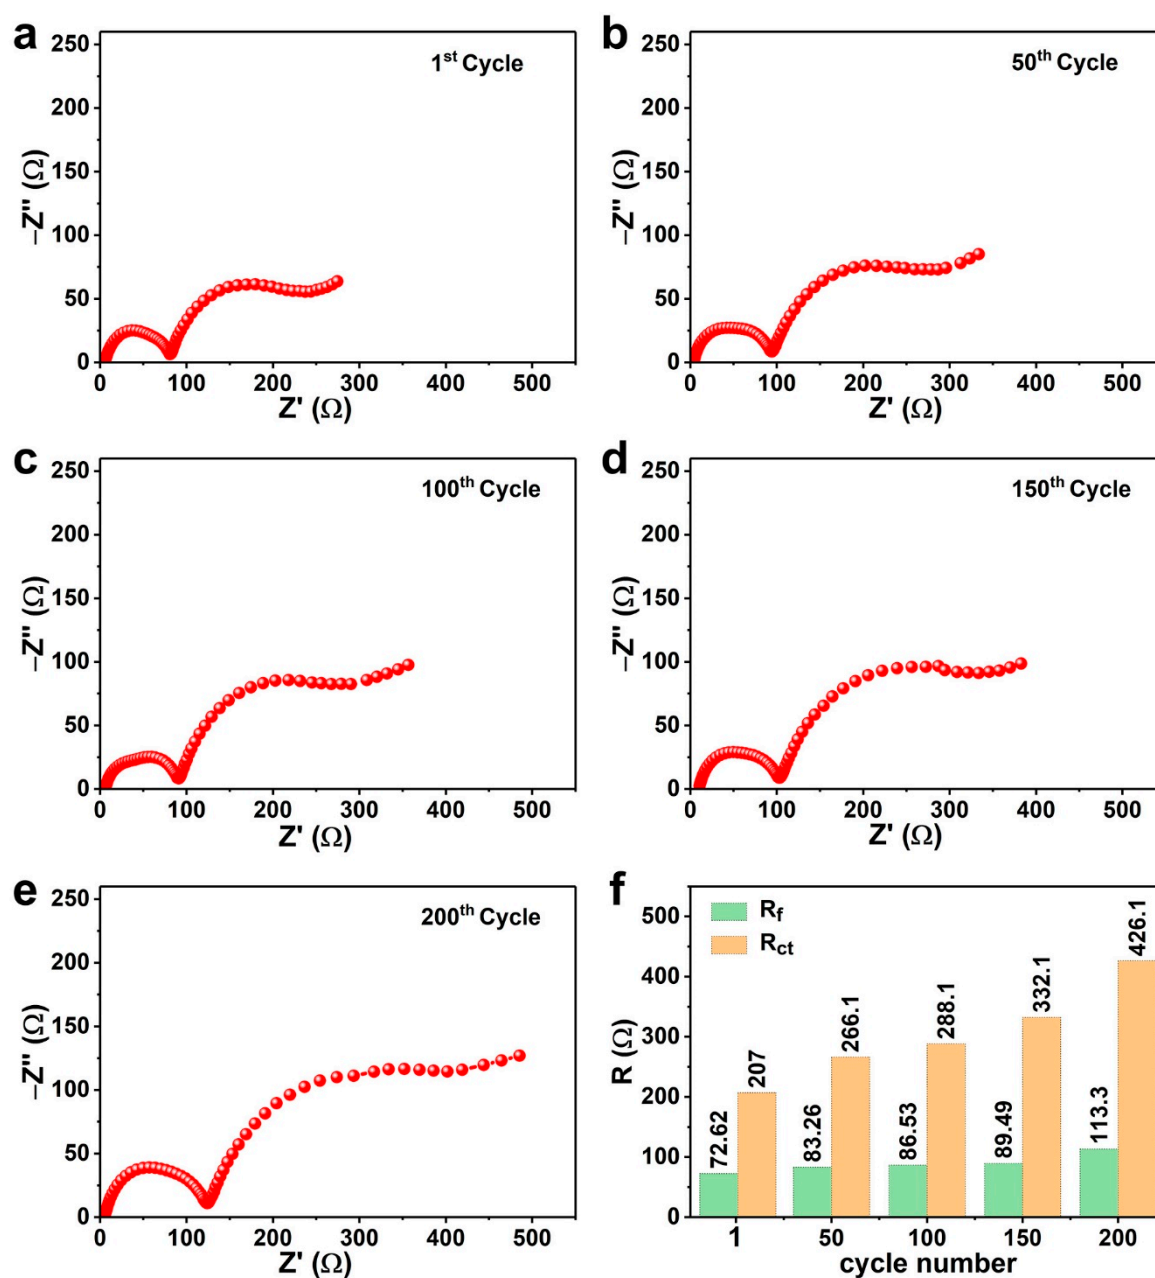 a
1st Cycle
250
200
150
100
50
0
−Z'' (Ω)
0 100 200 300 400 500
Z' (Ω)
b
50th Cycle
250
200
150
100
50
0
−Z'' (Ω)
0 100 200 300 400 500
Z' (Ω)
c
100th Cycle
250
200
150
100
50
0
−Z'' (Ω)
0 100 200 300 400 500
Z' (Ω)
d
150th Cycle
250
200
150
100
50
0
−Z'' (Ω)
0 100 200 300 400 500
Z' (Ω)
e
200th Cycle
250
200
150
100
50
0
−Z'' (Ω)
0 100 200 300 400 500
Z' (Ω)
f
Rf
Rct
500
400
300
200
100
0
R (Ω)
72.62
207
83.26
266.1
86.53
288.1
89.49
332.1
113.3
426.1
1 50 100 150 200
cycle number